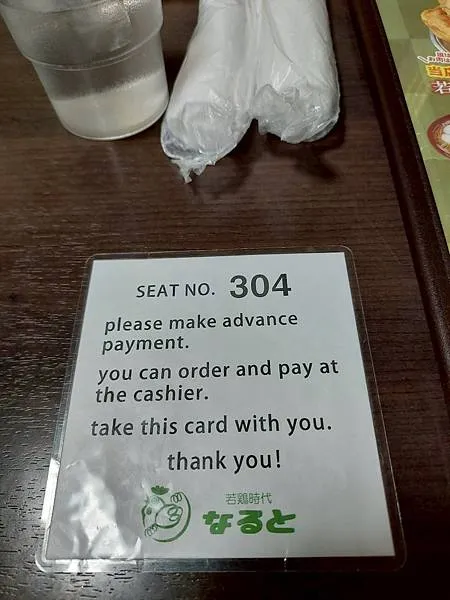 SEAT NO. 304
please make advance
payment.
you can order and pay at
the cashier.
take this card with you.
thank you!
若鶏時代
なると